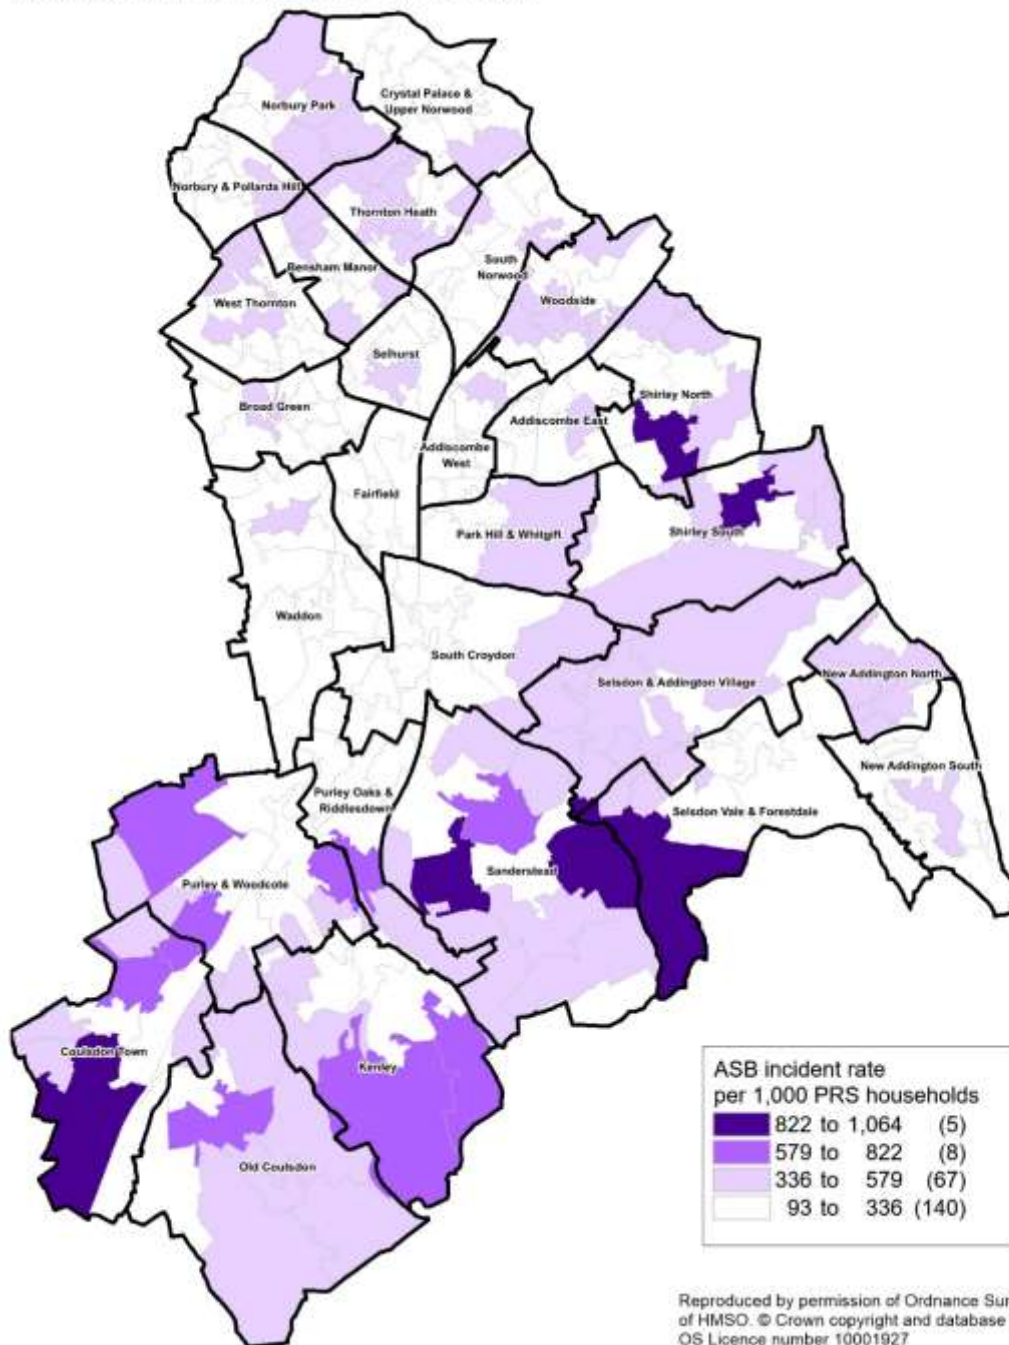 Crystal Palace &
Upper Norwood
Norbury Park
Norbury & Pollards Hill
Thornton Heath
South
Norwood
Bensham Manor
West Thornton
Woodside
Selhurst
Shirley North
Broad Green
Addiscombe East
Addiscombe
West
Fairfield
Park Hill & Whitgift
Shirley South
Waddon
South Croydon
Selsdon & Addington Village
New Addington North
New Addington South
Purley Oaks &
Riddlesdown
Selsdon Vale & Forestdale
Sanderstead
Purley & Woodcote
Coulsdon Town
Kenley
Old Coulsdon
ASB incident rate
per 1,000 PRS households
822 to 1,064 (5)
579 to 822 (8)
336 to 579 (67)
93 to 336 (140)
Reproduced by permission of Ordnance Sur
of HMSO. © Crown copyright and database
OS Licence number 10001927